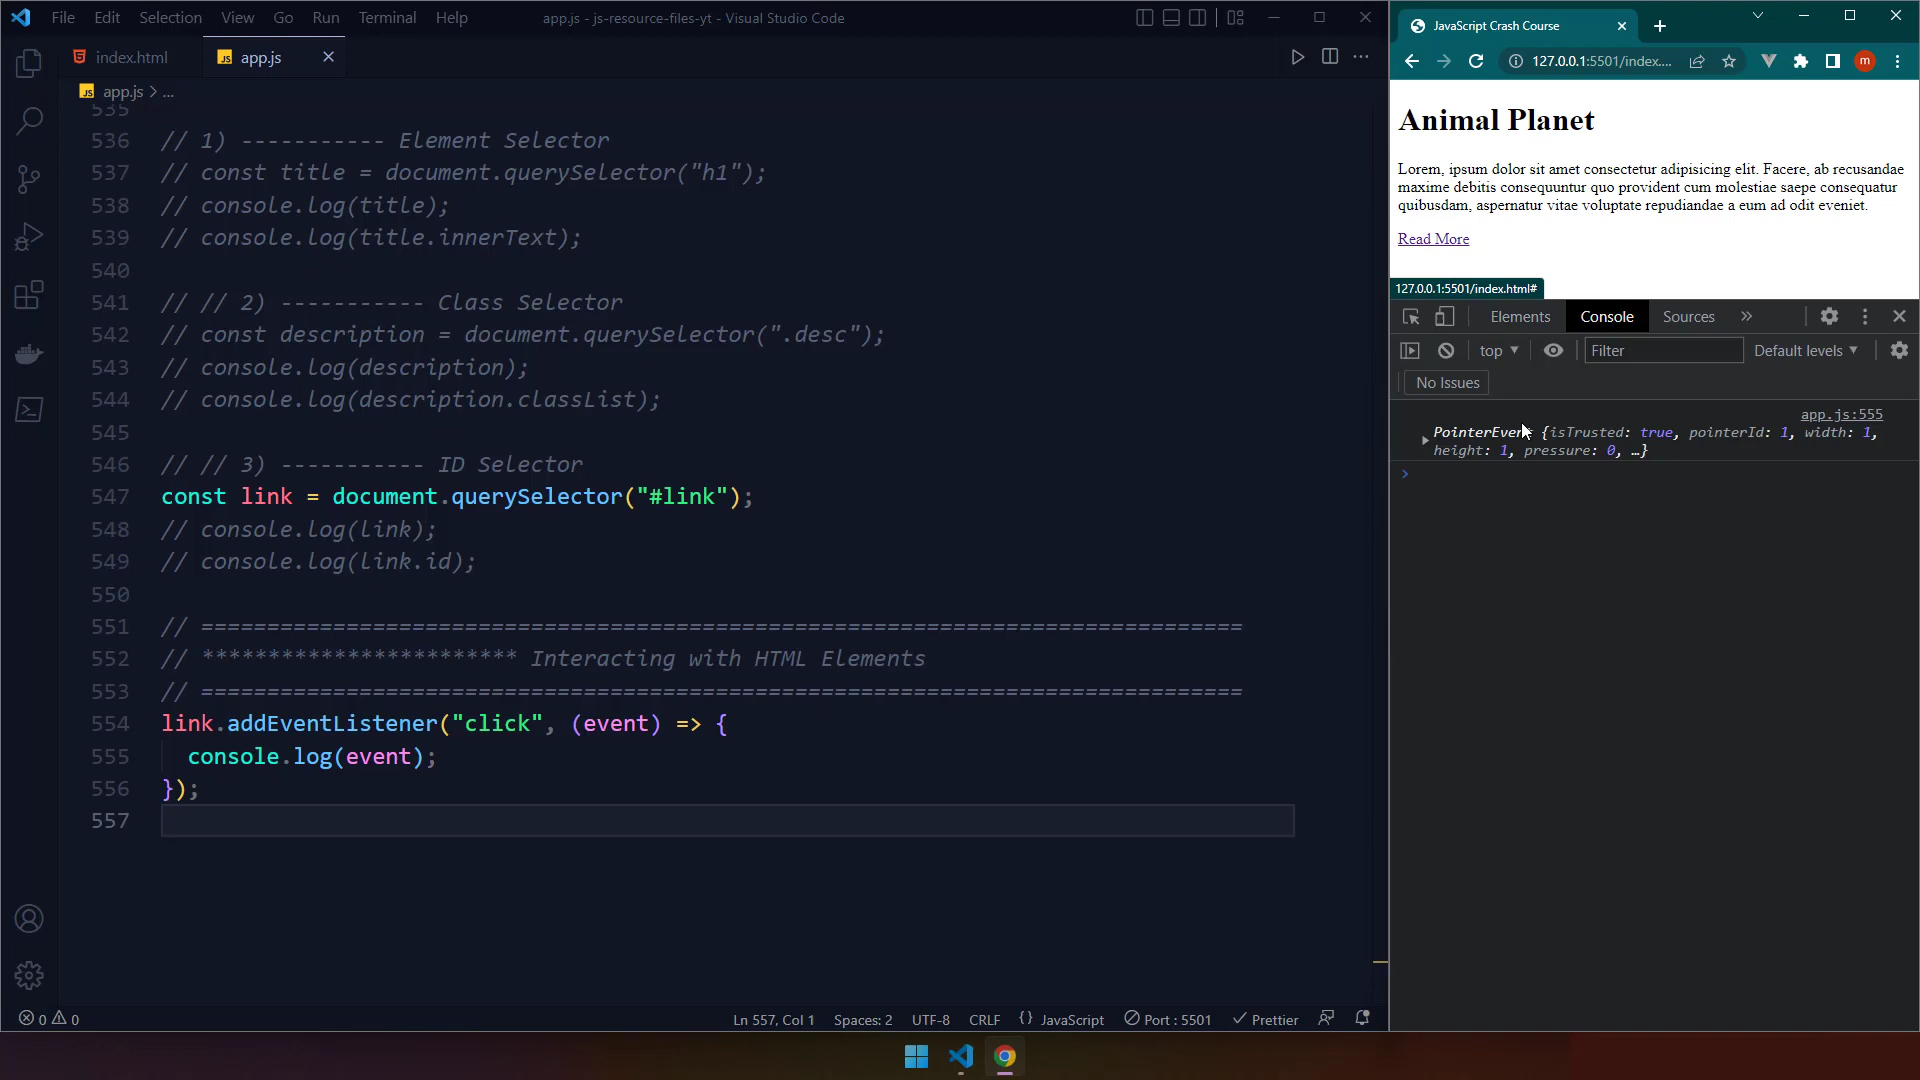 File Edit Selection View Go Run Terminal Help
app.js - js-resource-files-yt - Visual Studio Code
index.html
app.js
app.js > ...
535
536 // 1) ----------- Element Selector
537 // const title = document.querySelector("h1");
538 // console.log(title);
539 // console.log(title.innerText);
540
541 // // 2) ----------- Class Selector
542 // const description = document.querySelector(".desc");
543 // console.log(description);
544 // console.log(description.classList);
545
546 // // 3) ----------- ID Selector
547 const link = document.querySelector("#link");
548 // console.log(link);
549 // console.log(link.id);
550
551 // ===============================================================================
552 // ************************ Interacting with HTML Elements
553 // ===============================================================================
554 link.addEventListener("click", (event) => {
555 console.log(event);
556 });
557
0 0
Ln 557, Col 1 Spaces: 2 UTF-8 CRLF {} JavaScript Port : 5501 Prettier
JavaScript Crash Course
127.0.0.1:5501/index....
m
Animal Planet
Lorem, ipsum dolor sit amet consectetur adipisicing elit. Facere, ab recusandae
maxime debitis consequuntur quo provident cum molestiae saepe consequatur
quibusdam, aspernatur vitae voluptate repudiandae a eum ad odit eveniet.
Read More
127.0.0.1:5501/index.html#
Elements Console Sources »
top Filter Default levels
No Issues
app.js:555
PointerEvent {isTrusted: true, pointerId: 1, width: 1,
height: 1, pressure: 0, …}